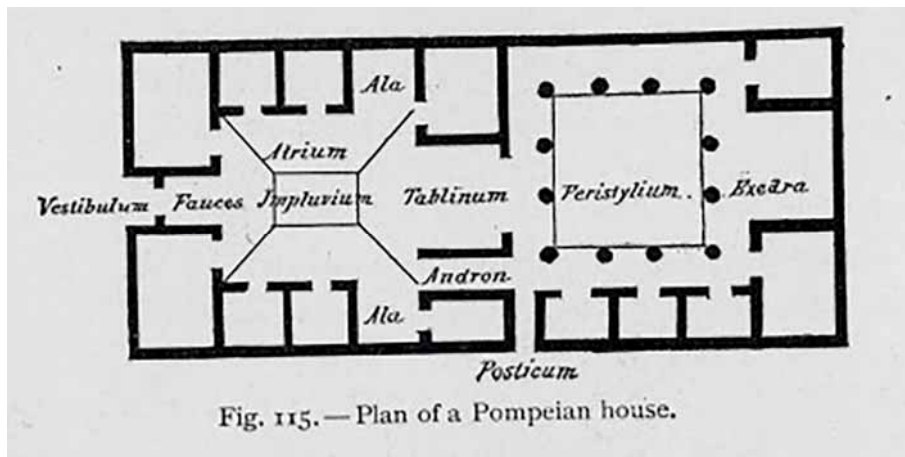 Ala
Atrium
Vestibulum Fauces Impluvium Tablinum Peristylium.. Exedra
Andron
Ala
Posticum
Fig. 115.—Plan of a Pompeian house.